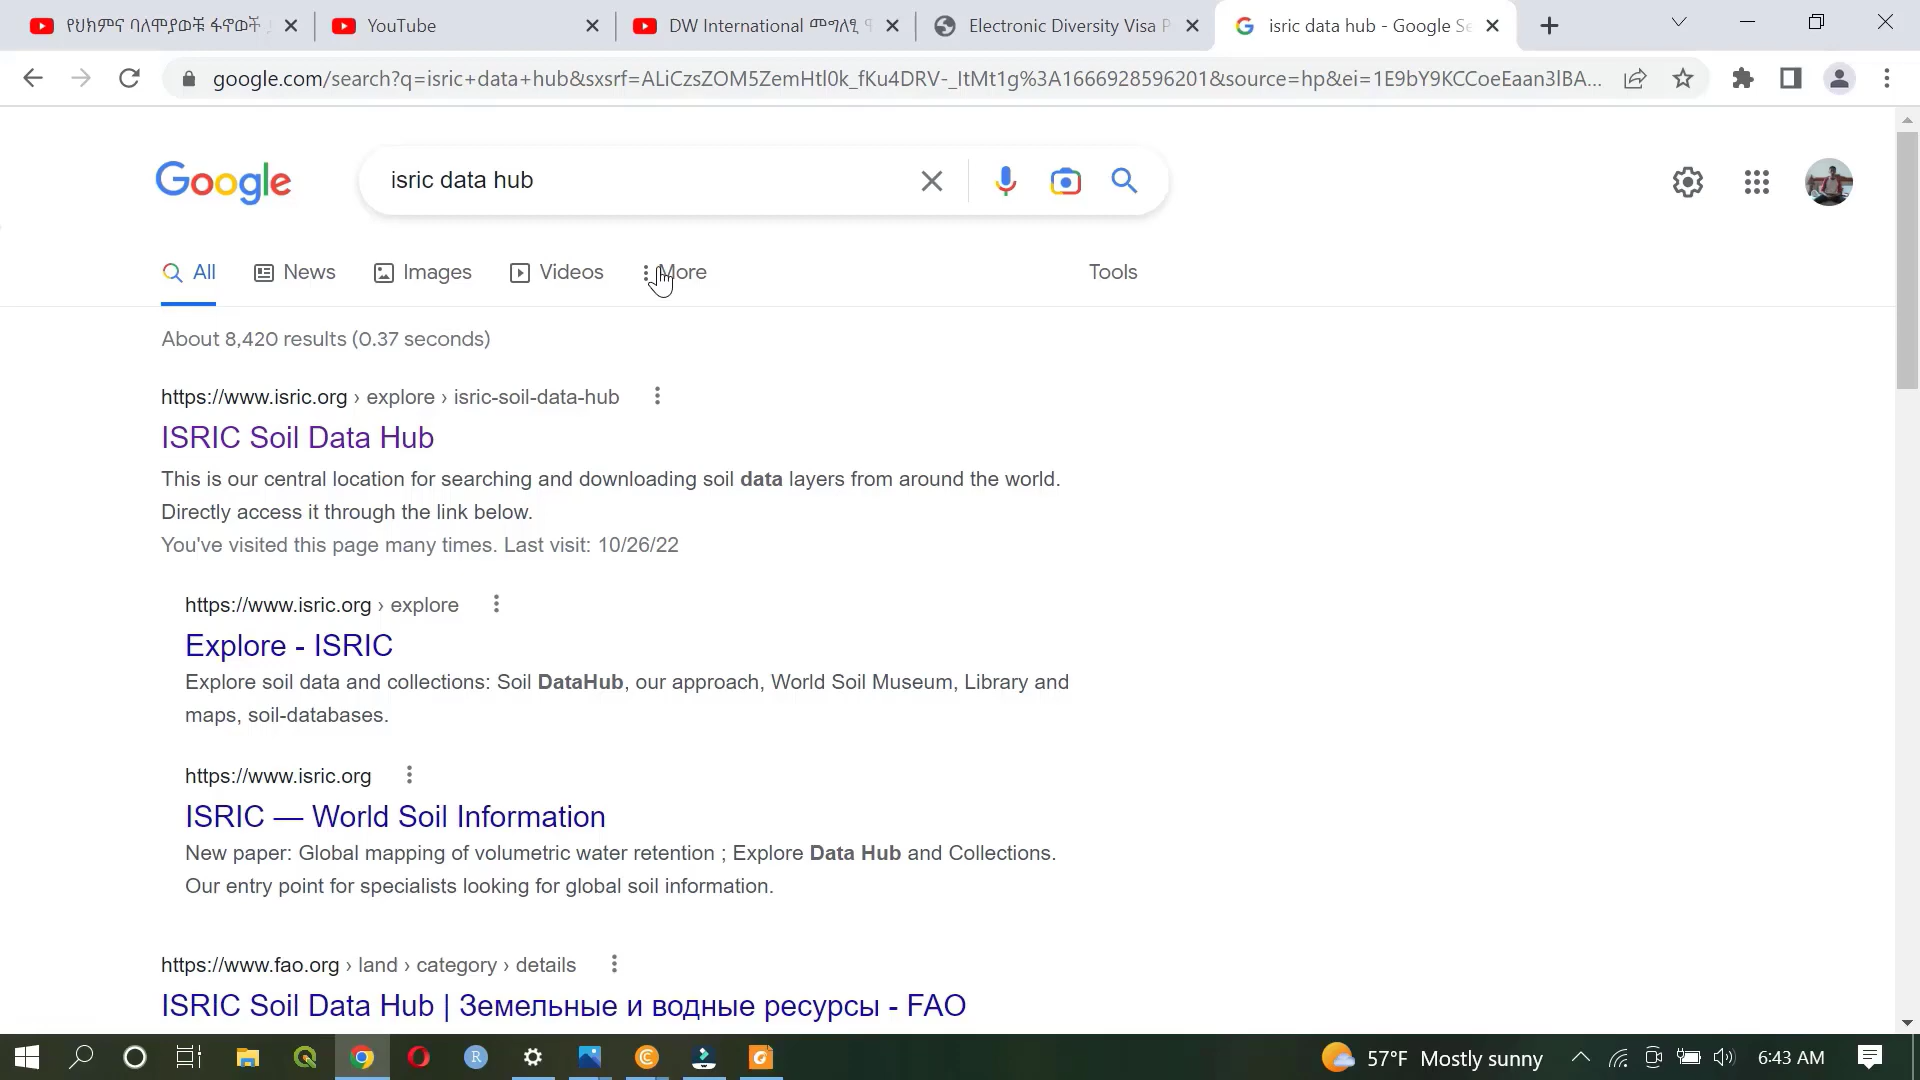 የህክምና ባለሞያወቹ ፋኖወች
YouTube
DW International መግለፂ
Electronic Diversity Visa P
isric data hub - Google Se
google.com/search?q=isric+data+hub&sxsrf=ALiCzsZOM5ZemHtI0k_fKu4DRV-_ItMt1g%3A1666928596201&source=hp&ei=1E9bY9KCCoeEaan3lBA...
Google
isric data hub
All
News
Images
Videos
More
Tools
About 8,420 results (0.37 seconds)
https://www.isric.org › explore › isric-soil-data-hub
ISRIC Soil Data Hub
This is our central location for searching and downloading soil data layers from around the world.
Directly access it through the link below.
You've visited this page many times. Last visit: 10/26/22
https://www.isric.org › explore
Explore - ISRIC
Explore soil data and collections: Soil DataHub, our approach, World Soil Museum, Library and
maps, soil-databases.
https://www.isric.org
ISRIC — World Soil Information
New paper: Global mapping of volumetric water retention ; Explore Data Hub and Collections.
Our entry point for specialists looking for global soil information.
https://www.fao.org › land › category › details
ISRIC Soil Data Hub | Земельные и водные ресурсы - FAO
57°F Mostly sunny
6:43 AM